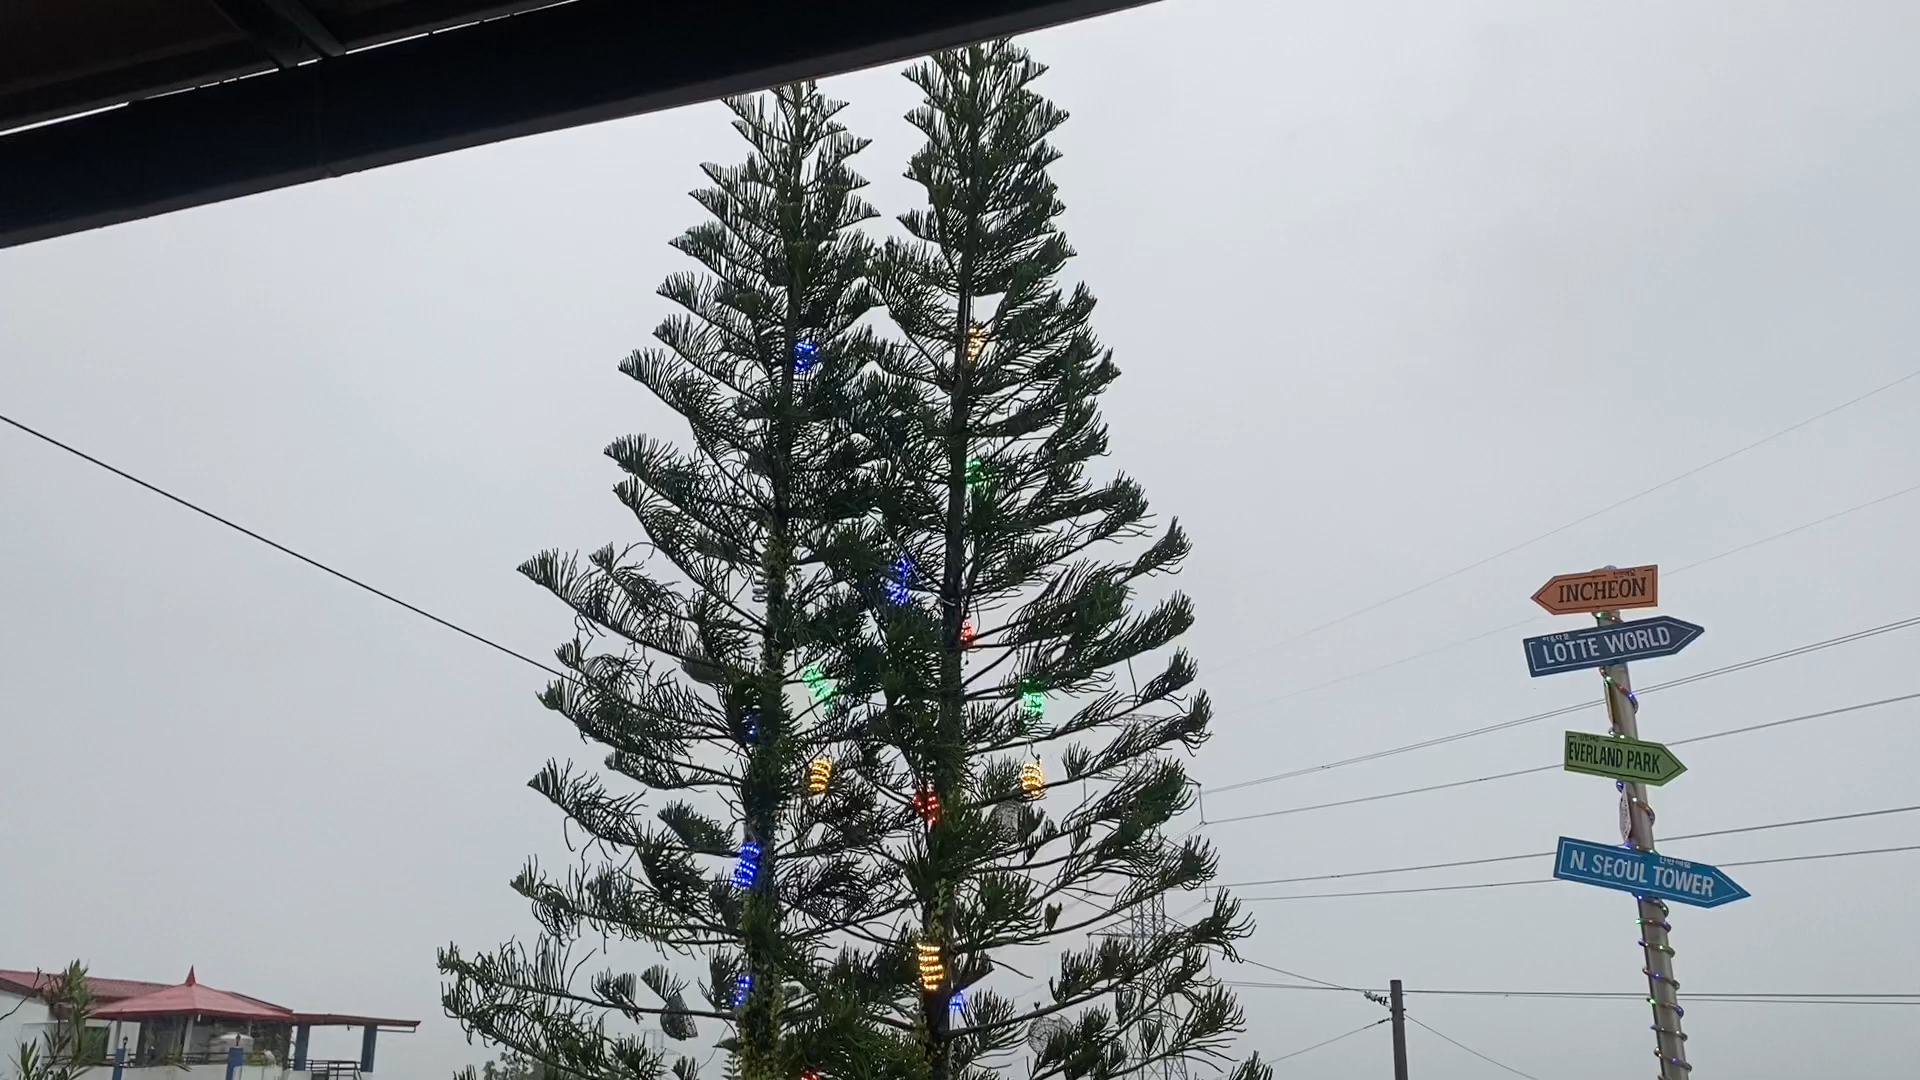 INCHEON
LOTTE WORLD
EVERLAND PARK
N. SEOUL TOWER